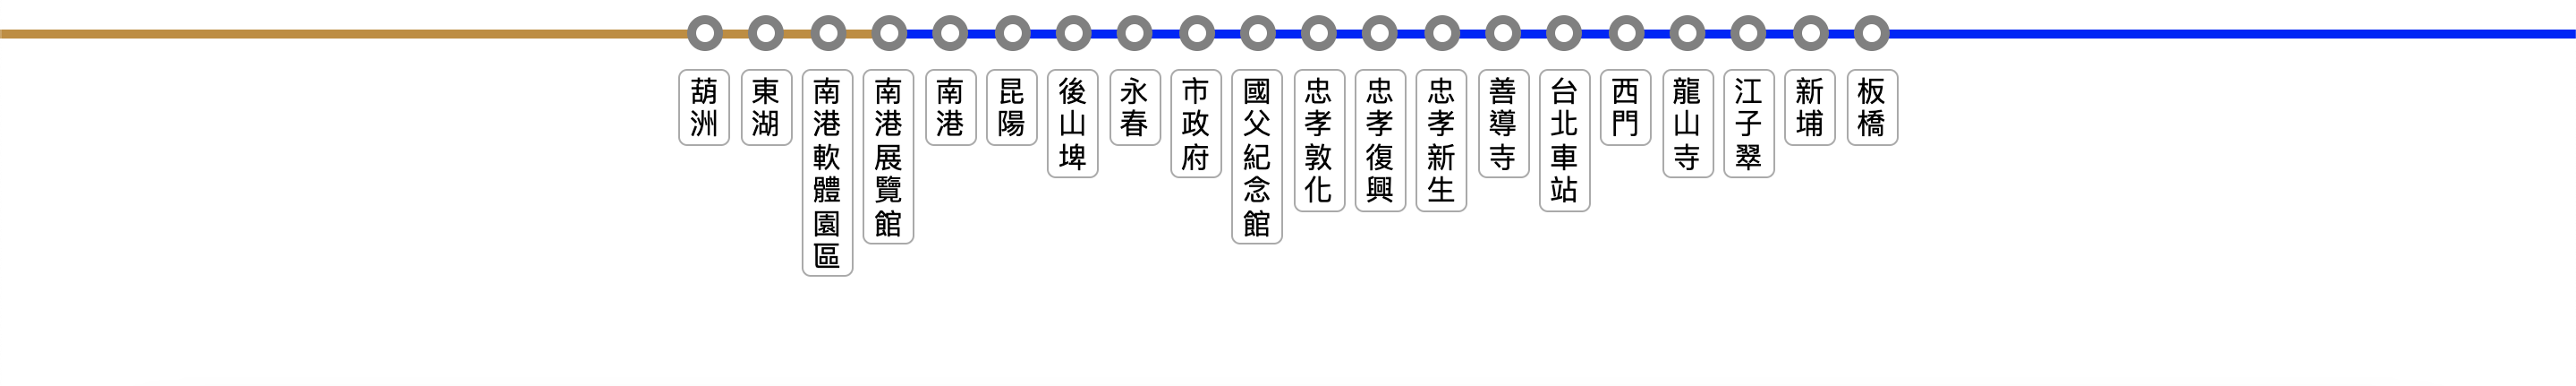 葫洲
東湖
南港軟體園區
南港展覽館
南港
昆陽
後山埤
永春
市政府
國父紀念館
忠孝敦化
忠孝復興
忠孝新生
善導寺
台北車站
西門
龍山寺
江子翠
新埔
板橋